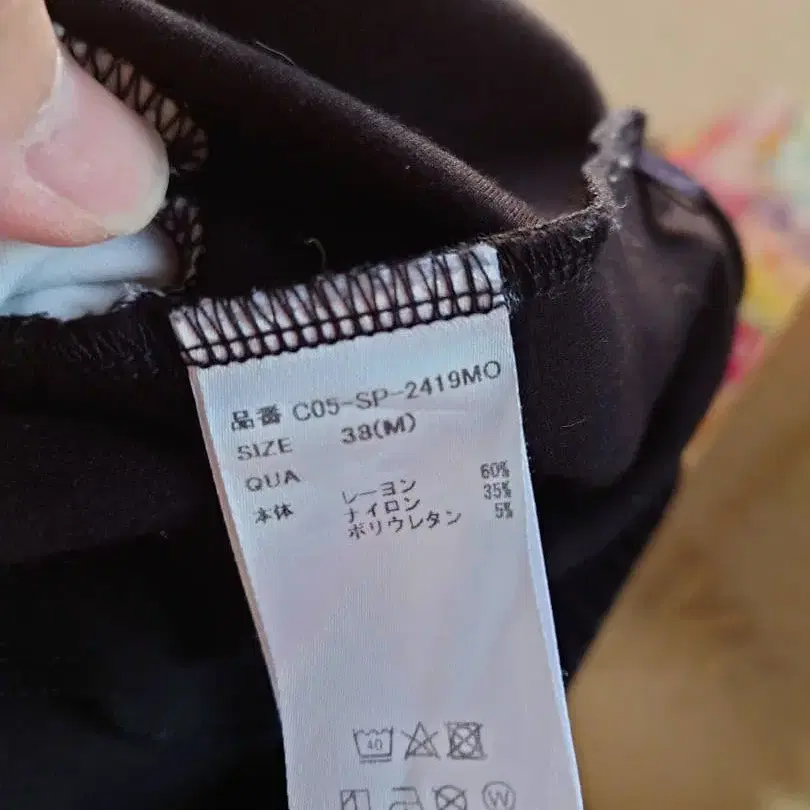 品番 C05-SP-2419MO
SIZE 38(M)
QUA
本体 レーヨン 60%
ナイロン 35%
ポリウレタン 5%
40
W